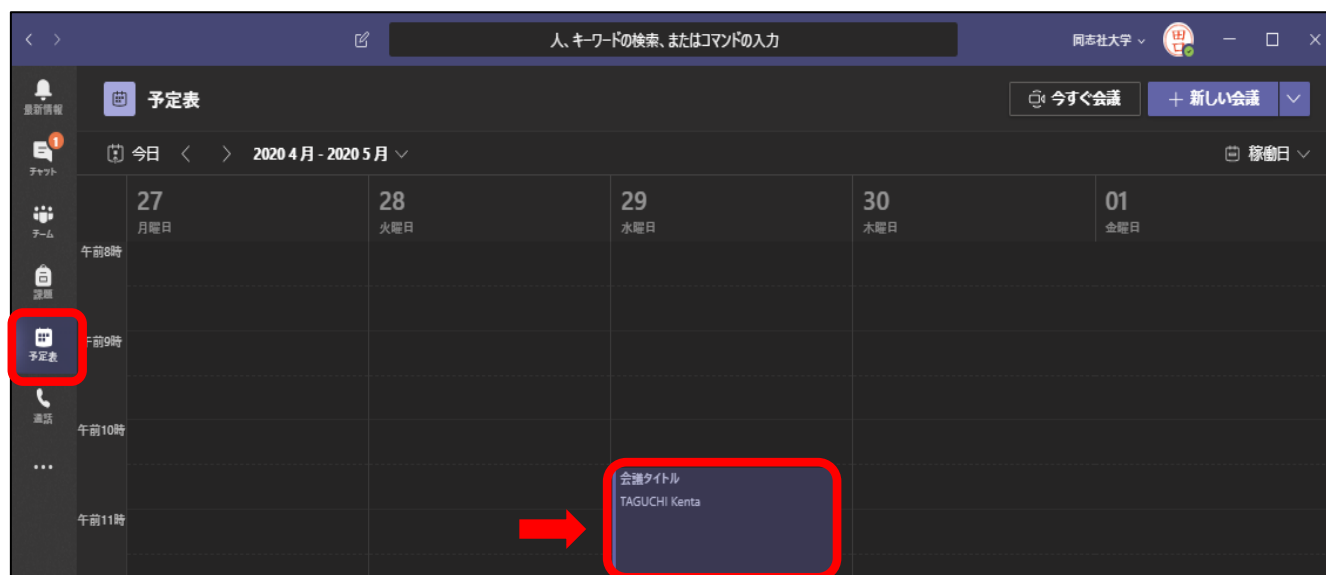 人、キーワードの検索、またはコマンドの入力
同志社大学
田口
最新情報
予定表
今すぐ会議
+ 新しい会議
1
チャット
今日
2020 4 月 - 2020 5 月
稼働日
チーム
27
月曜日
28
火曜日
29
水曜日
30
木曜日
01
金曜日
午前8時
課題
予定表
午前9時
通話
午前10時
...
会議タイトル
TAGUCHI Kenta
午前11時